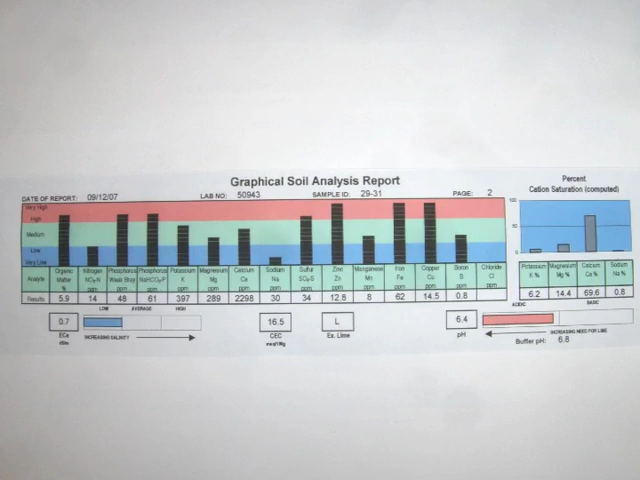 Graphical Soil Analysis Report
Percent
Cation Saturation (computed)
DATE OF REPORT: 09/12/07 LAB NO: 50943 SAMPLE ID: 29-31 PAGE: 2
Very High
High
Medium
Low
Very Low
100
50
0
Analyte Organic Matter % Nitrogen NO3-N ppm Phosphorus Weak Bray ppm Phosphorus NaHCO3-P ppm Potassium K ppm Magnesium Mg ppm Calcium Ca ppm Sodium Na ppm Sulfur SO4-S ppm Zinc Zn ppm Manganese Mn ppm Iron Fe ppm Copper Cu ppm Boron B ppm Chloride Cl ppm
Potassium K % Magnesium Mg % Calcium Ca % Sodium Na %
Results 5.9 14 48 61 397 289 2298 30 34 12.8 8 62 14.5 0.8
6.2 14.4 69.6 0.8
LOW AVERAGE HIGH
ACIDIC BASIC
0.7 16.5 L 6.4
INCREASING SALINITY
INCREASING NEED FOR LIME
ECe CEC Ex. Lime pH
Buffer pH: 6.8